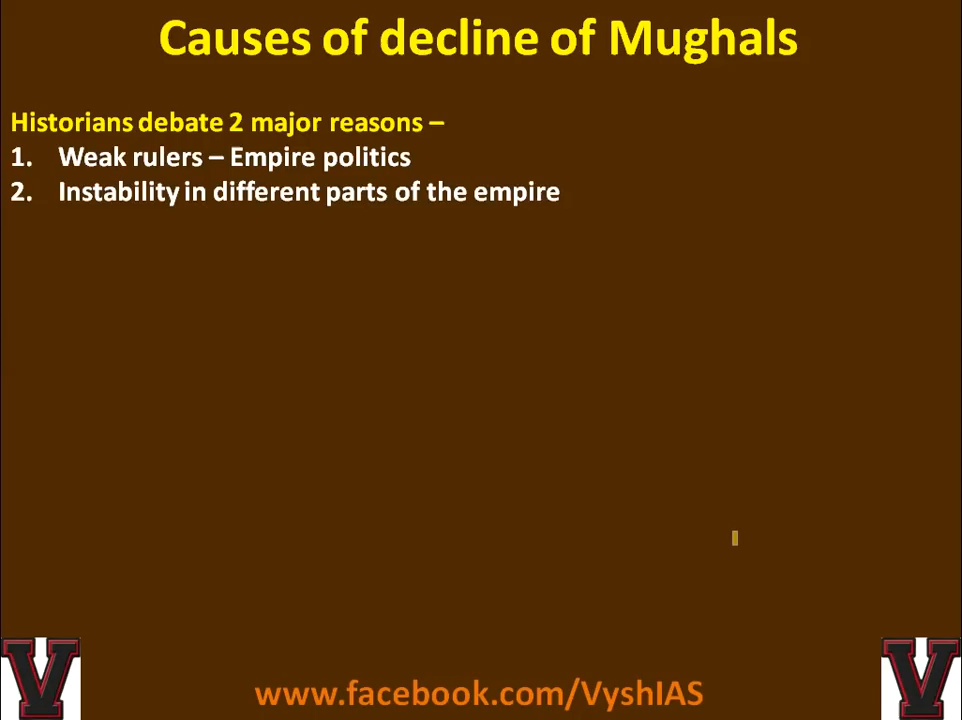 Causes of decline of Mughals
Historians debate 2 major reasons –
1. Weak rulers – Empire politics
2. Instability in different parts of the empire
V V
www.facebook.com/VyshIAS